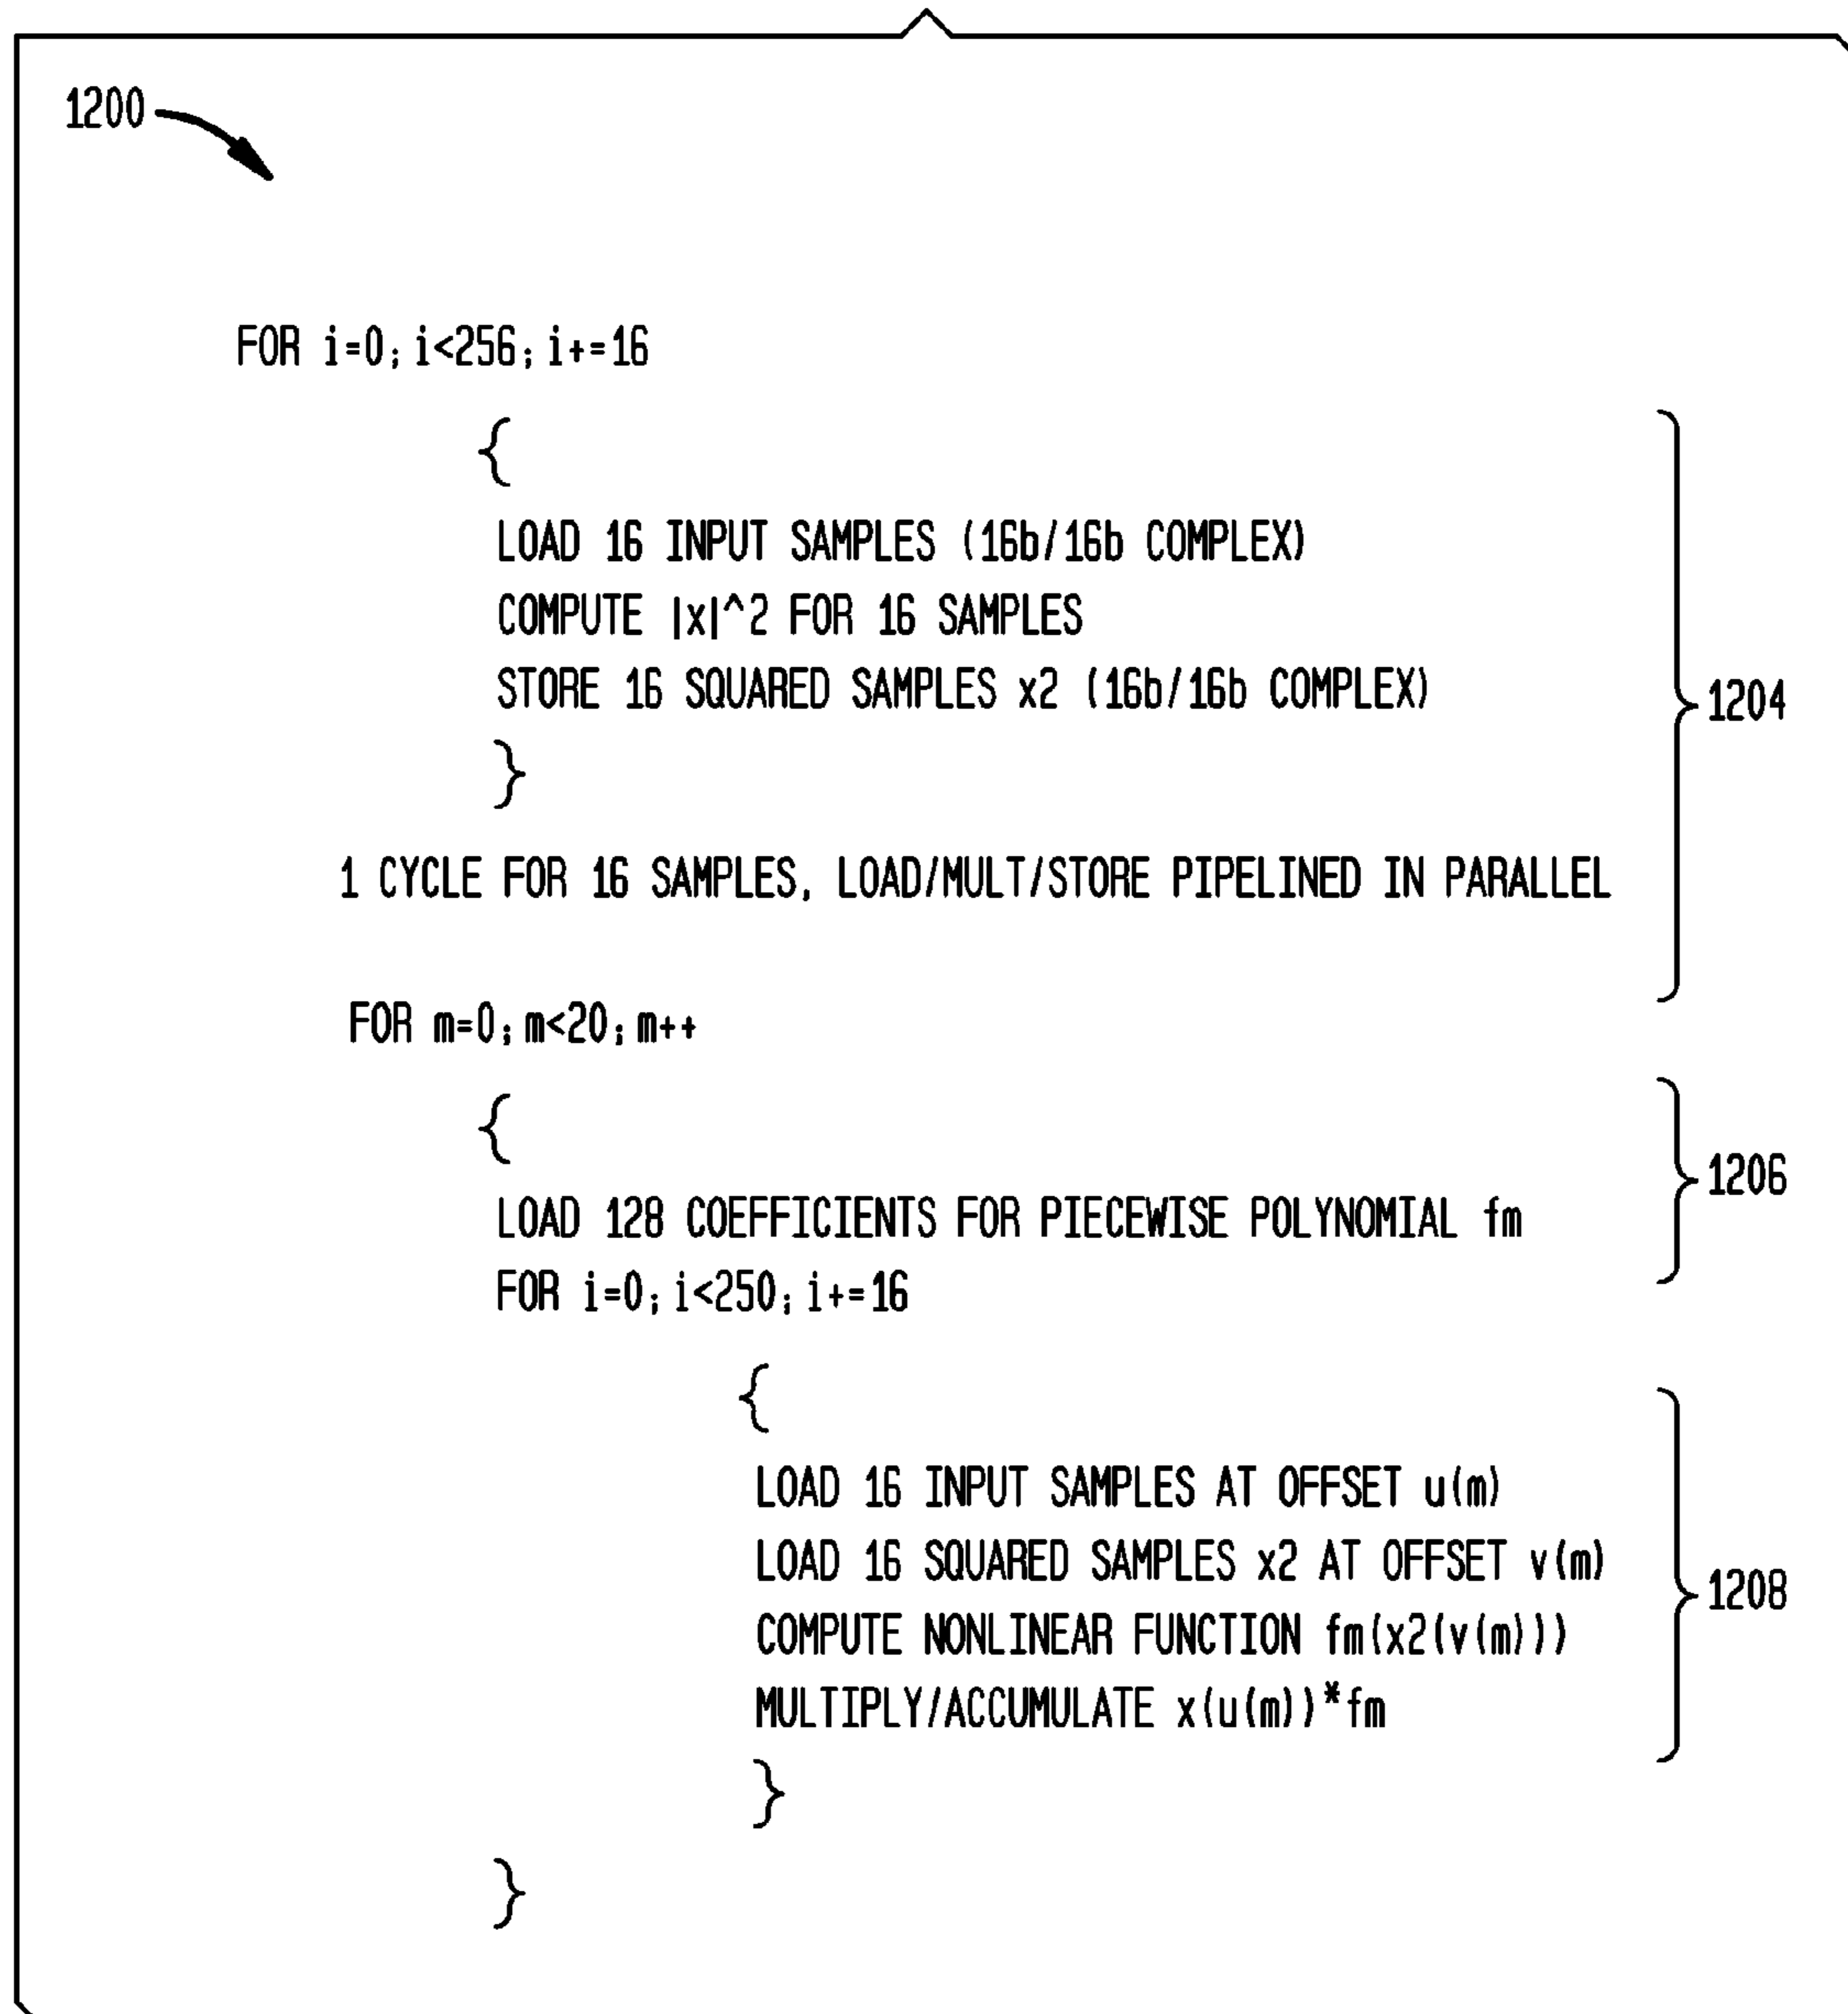 1200
FOR i=0; i<256; i+=16
{
LOAD 16 INPUT SAMPLES (16b/16b COMPLEX)
COMPUTE |x|^2 FOR 16 SAMPLES
STORE 16 SQUARED SAMPLES x2 (16b/16b COMPLEX)
}
1204
1 CYCLE FOR 16 SAMPLES, LOAD/MULT/STORE PIPELINED IN PARALLEL
FOR m=0; m<20; m++
{
LOAD 128 COEFFICIENTS FOR PIECEWISE POLYNOMIAL fm
1206
FOR i=0; i<250; i+=16
{
LOAD 16 INPUT SAMPLES AT OFFSET u(m)
LOAD 16 SQUARED SAMPLES x2 AT OFFSET v(m)
COMPUTE NONLINEAR FUNCTION fm(x2(v(m)))
MULTIPLY/ACCUMULATE x(u(m))*fm
1208
}
}